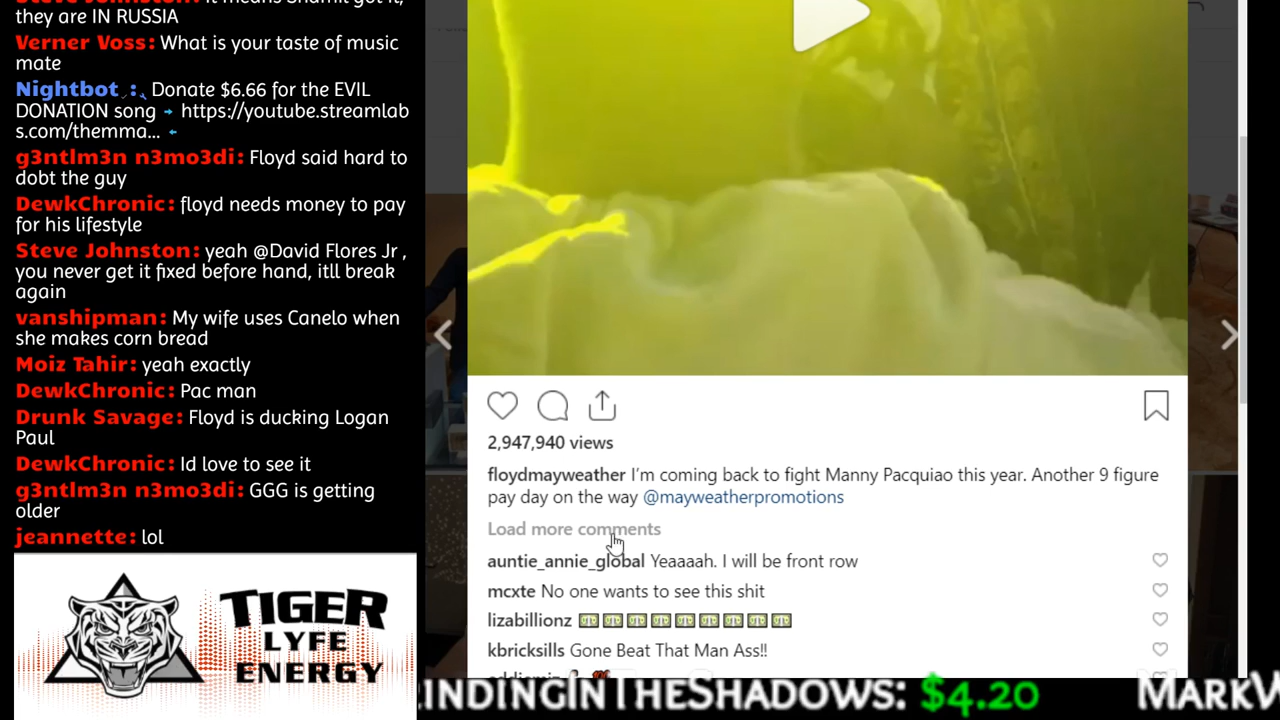 they are IN RUSSIA
Verner Voss: What is your taste of music
mate
Nightbot : Donate $6.66 for the EVIL
DONATION song → https://youtube.streamlab
s.com/themma... ←
g3ntlm3n n3mo3di: Floyd said hard to
dobt the guy
DewkChronic: floyd needs money to pay
for his lifestyle
Steve Johnston: yeah @David Flores Jr ,
you never get it fixed before hand, itll break
again
vanshipman: My wife uses Canelo when
she makes corn bread
Moiz Tahir: yeah exactly
DewkChronic: Pac man
Drunk Savage: Floyd is ducking Logan
Paul
DewkChronic: Id love to see it
g3ntlm3n n3mo3di: GGG is getting
older
jeannette: lol
TIGER
LYFE
ENERGY
2,947,940 views
floydmayweather I'm coming back to fight Manny Pacquiao this year. Another 9 figure
pay day on the way @mayweatherpromotions
Load more comments
auntie_annie_global Yeaaaah. I will be front row
mcxte No one wants to see this shit
lizabillionz 💵💵💵💵💵💵💵💵💵
kbricksills Gone Beat That Man Ass!!
INDINGINTHESHADOWS: $4.20 MARKV